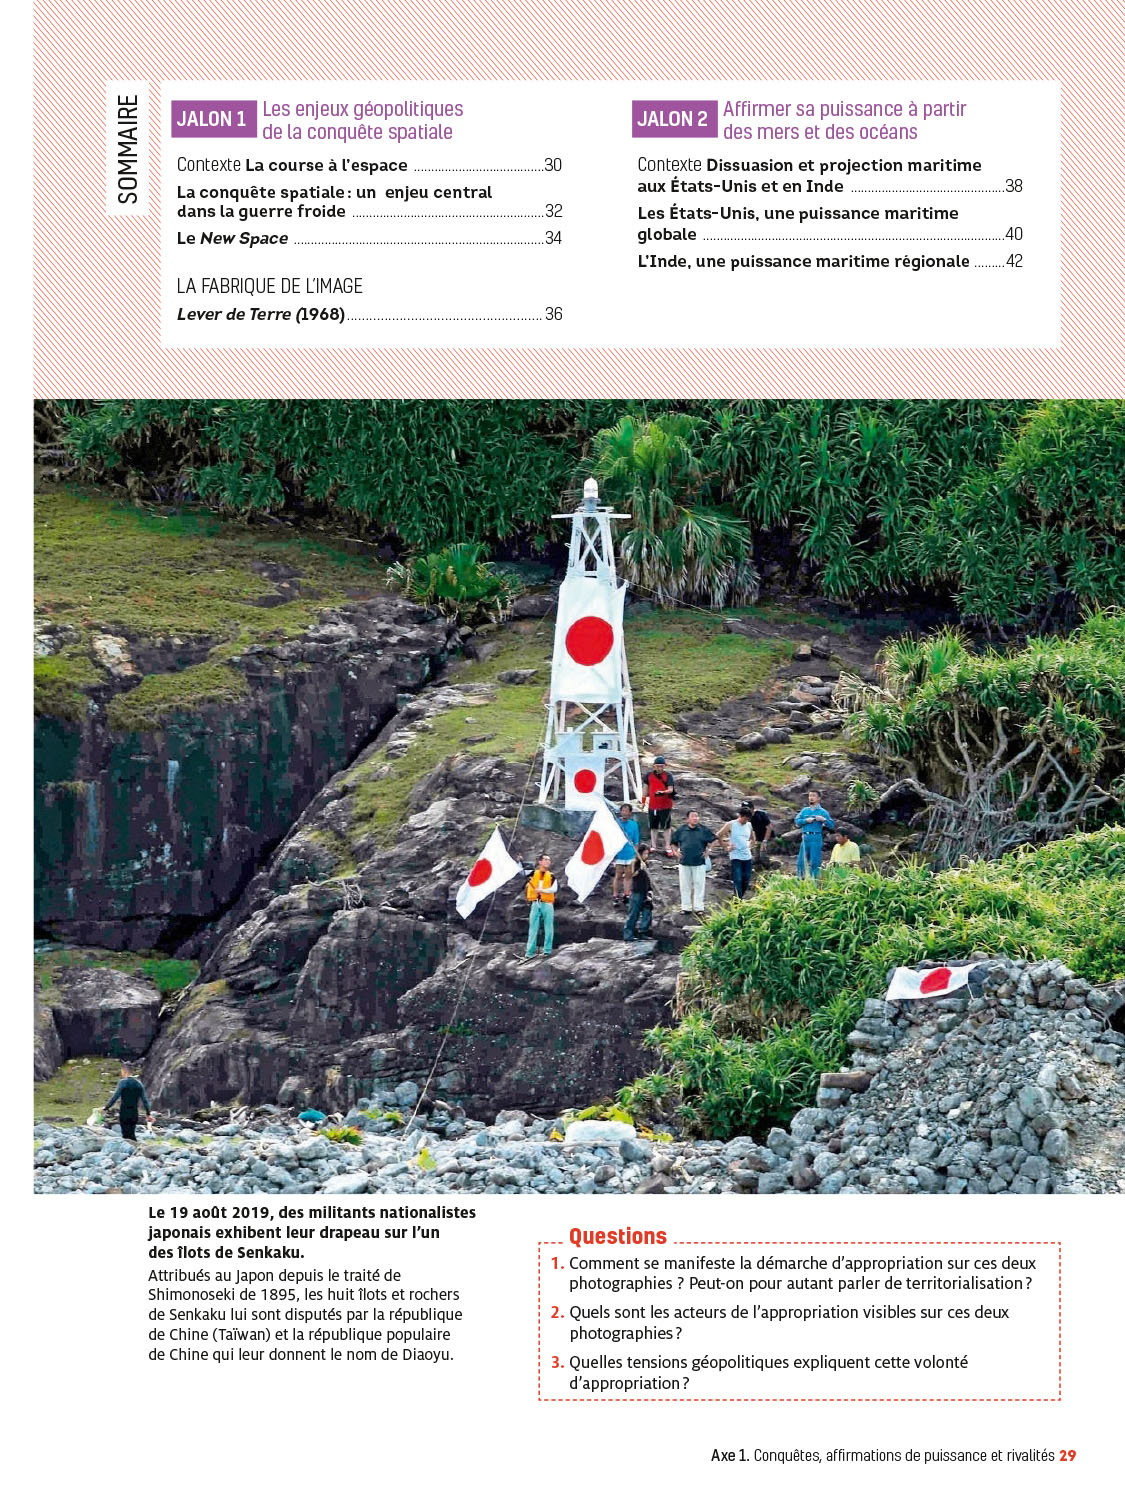 SOMMAIRE
JALON 1 Les enjeux géopolitiques
de la conquête spatiale
Contexte La course à l'espace ......................................30
La conquête spatiale : un enjeu central
dans la guerre froide ........................................................32
Le New Space .........................................................................34
LA FABRIQUE DE L'IMAGE
Lever de Terre (1968)....................................................36
JALON 2 Affirmer sa puissance à partir
des mers et des océans
Contexte Dissuasion et projection maritime
aux États-Unis et en Inde .............................................38
Les États-Unis, une puissance maritime
globale ........................................................................................40
L'Inde, une puissance maritime régionale .........42
Le 19 août 2019, des militants nationalistes
japonais exhibent leur drapeau sur l'un
des îlots de Senkaku.
Attribués au Japon depuis le traité de
Shimonoseki de 1895, les huit îlots et rochers
de Senkaku lui sont disputés par la république
de Chine (Taïwan) et la république populaire
de Chine qui leur donnent le nom de Diaoyu.
Questions
1. Comment se manifeste la démarche d'appropriation sur ces deux
photographies ? Peut-on pour autant parler de territorialisation ?
2. Quels sont les acteurs de l'appropriation visibles sur ces deux
photographies ?
3. Quelles tensions géopolitiques expliquent cette volonté
d'appropriation ?
Axe 1. Conquêtes, affirmations de puissance et rivalités 29